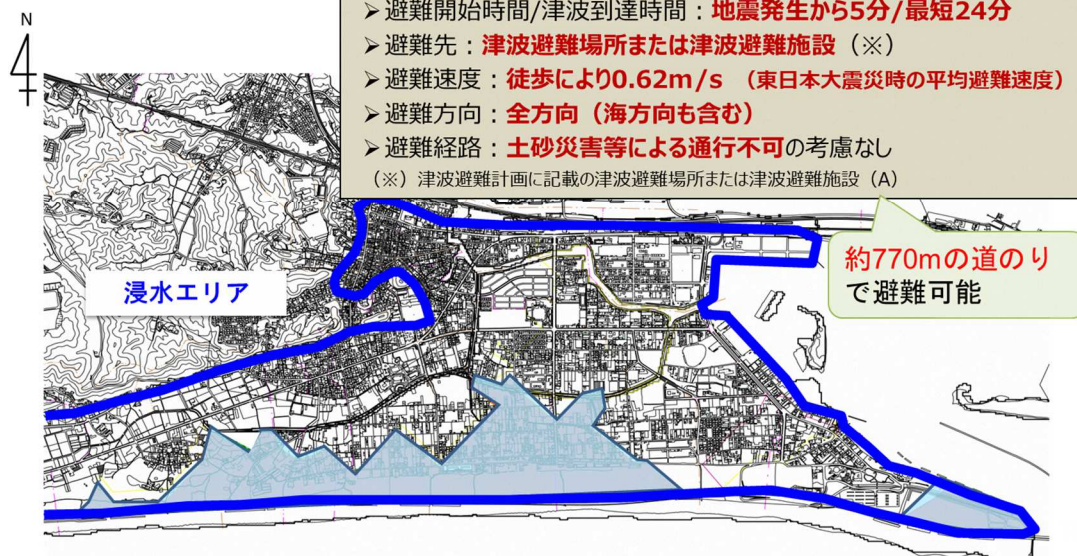 N
➤避難開始時間/津波到達時間：地震発生から5分/最短24分
➤避難先：津波避難場所または津波避難施設（※）
➤避難速度：徒歩により0.62m/s （東日本大震災時の平均避難速度）
➤避難方向：全方向（海方向も含む）
➤避難経路：土砂災害等による通行不可の考慮なし
（※）津波避難計画に記載の津波避難場所または津波避難施設（A）
約770mの道のり
で避難可能
浸水エリア